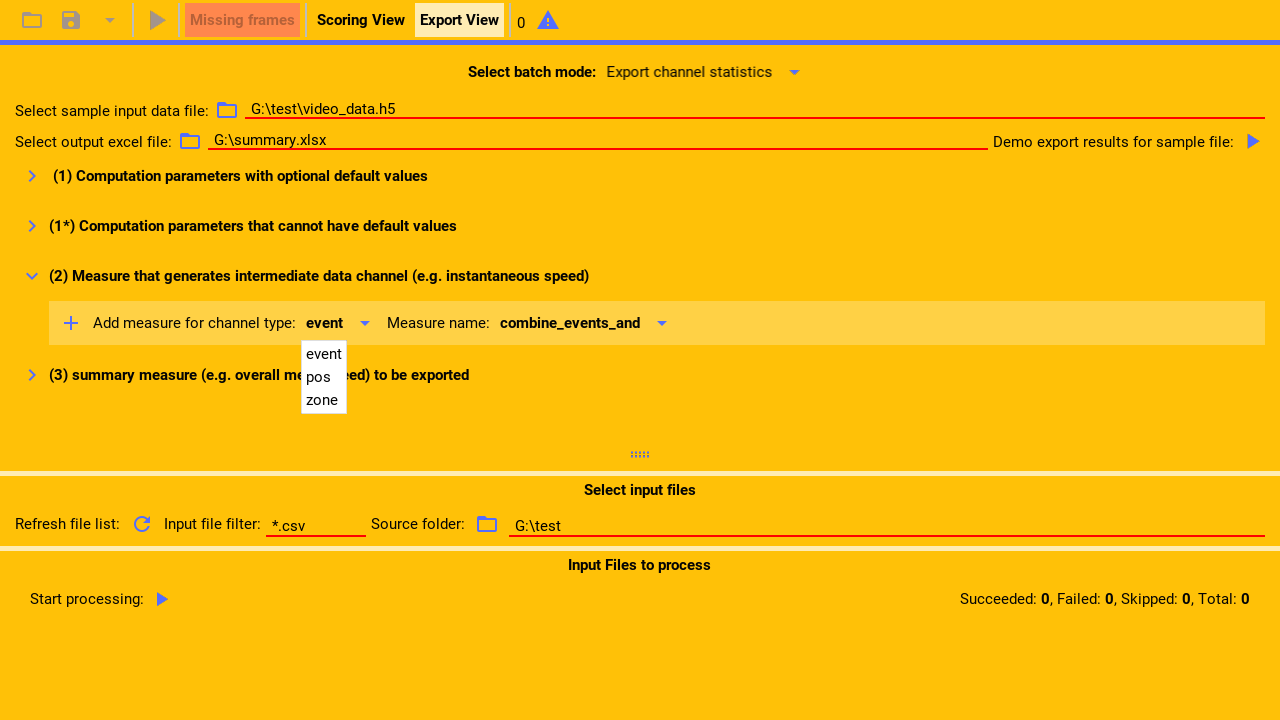 Missing frames Scoring View Export View 0
Select batch mode: Export channel statistics
Select sample input data file: G:\test\video_data.h5
Select output excel file: G:\summary.xlsx Demo export results for sample file:
(1) Computation parameters with optional default values
(1*) Computation parameters that cannot have default values
(2) Measure that generates intermediate data channel (e.g. instantaneous speed)
Add measure for channel type: event Measure name: combine_events_and
event
pos
zone
(3) summary measure (e.g. overall me eed) to be exported
Select input files
Refresh file list: Input file filter: *.csv Source folder: G:\test
Input Files to process
Start processing: Succeeded: 0, Failed: 0, Skipped: 0, Total: 0